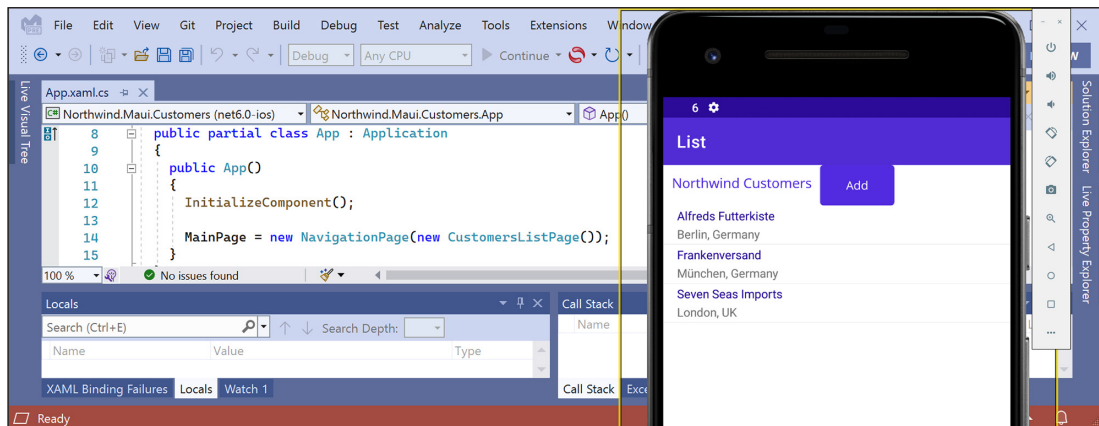 File Edit View Git Project Build Debug Test Analyze Tools Extensions Window
Debug Any CPU Continue
Live Visual Tree
App.xaml.cs
C# Northwind.Maui.Customers (net6.0-ios) Northwind.Maui.Customers.App App()
8 public partial class App : Application
9 {
10 public App()
11 {
12 InitializeComponent();
13
14 MainPage = new NavigationPage(new CustomersListPage());
15 }
100 % No issues found
Locals
Search (Ctrl+E) Search Depth:
Name Value Type
XAML Binding Failures Locals Watch 1
Call Stack
Name
Call Stack
Ready
6
List
Northwind Customers Add
Alfreds Futterkiste
Berlin, Germany
Frankenversand
München, Germany
Seven Seas Imports
London, UK
Solution Explorer
Live Property Explorer